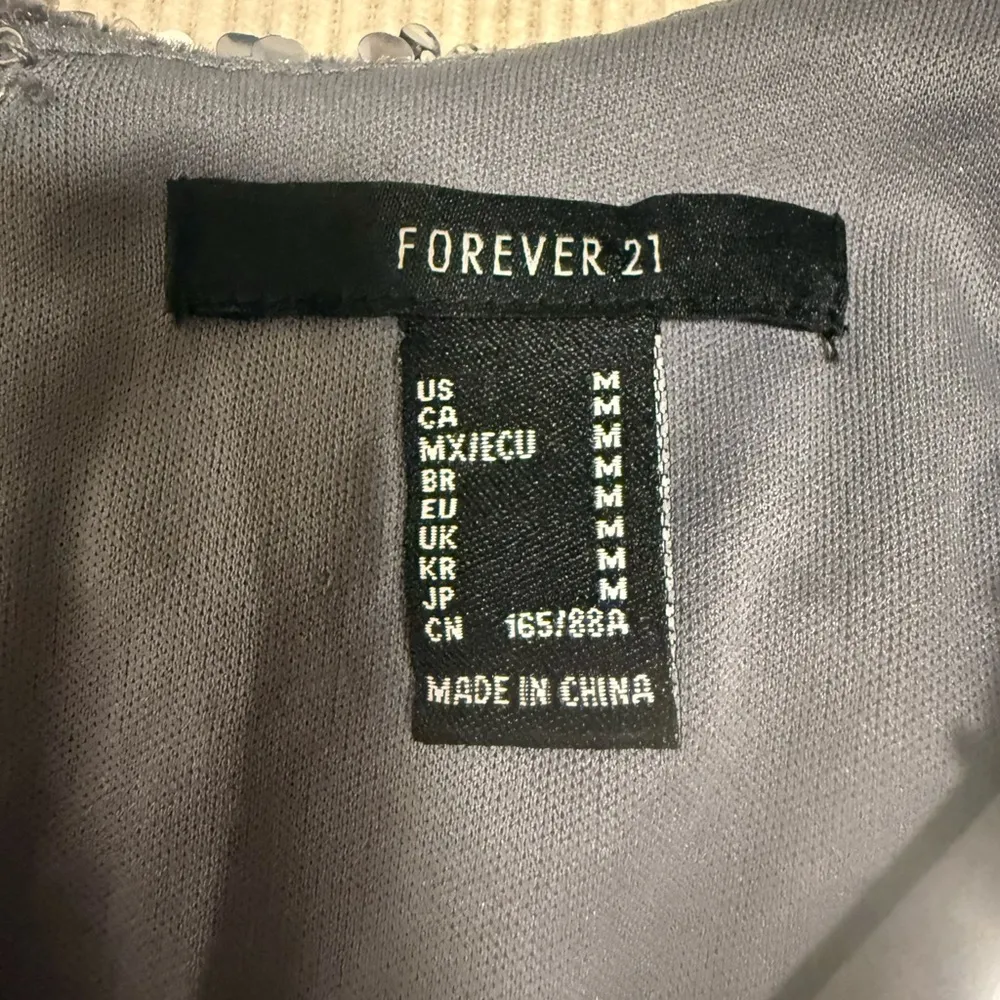 FOREVER 21
US M
CA M
MX/ECU M
BR M
EU M
UK M
KR M
JP M
CN 165/88A
MADE IN CHINA